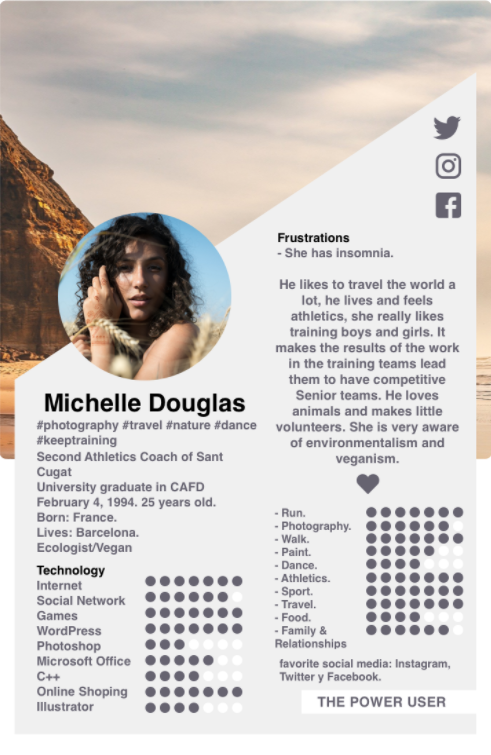 Frustrations
- She has insomnia.
He likes to travel the world a
lot, he lives and feels
athletics, she really likes
training boys and girls. It
makes the results of the work
in the training teams lead
them to have competitive
Senior teams. He loves
animals and makes little
volunteers. She is very aware
of environmentalism and
veganism.
Michelle Douglas
#photography #travel #nature #dance
#keeptraining
Second Athletics Coach of Sant
Cugat
University graduate in CAFD
February 4, 1994. 25 years old.
Born: France.
Lives: Barcelona.
Ecologist/Vegan
Technology
Internet
Social Network
Games
WordPress
Photoshop
Microsoft Office
C++
Online Shoping
Illustrator
- Run.
- Photography.
- Walk.
- Paint.
- Dance.
- Athletics.
- Sport.
- Travel.
- Food.
- Family &
Relationships
favorite social media: Instagram,
Twitter y Facebook.
THE POWER USER